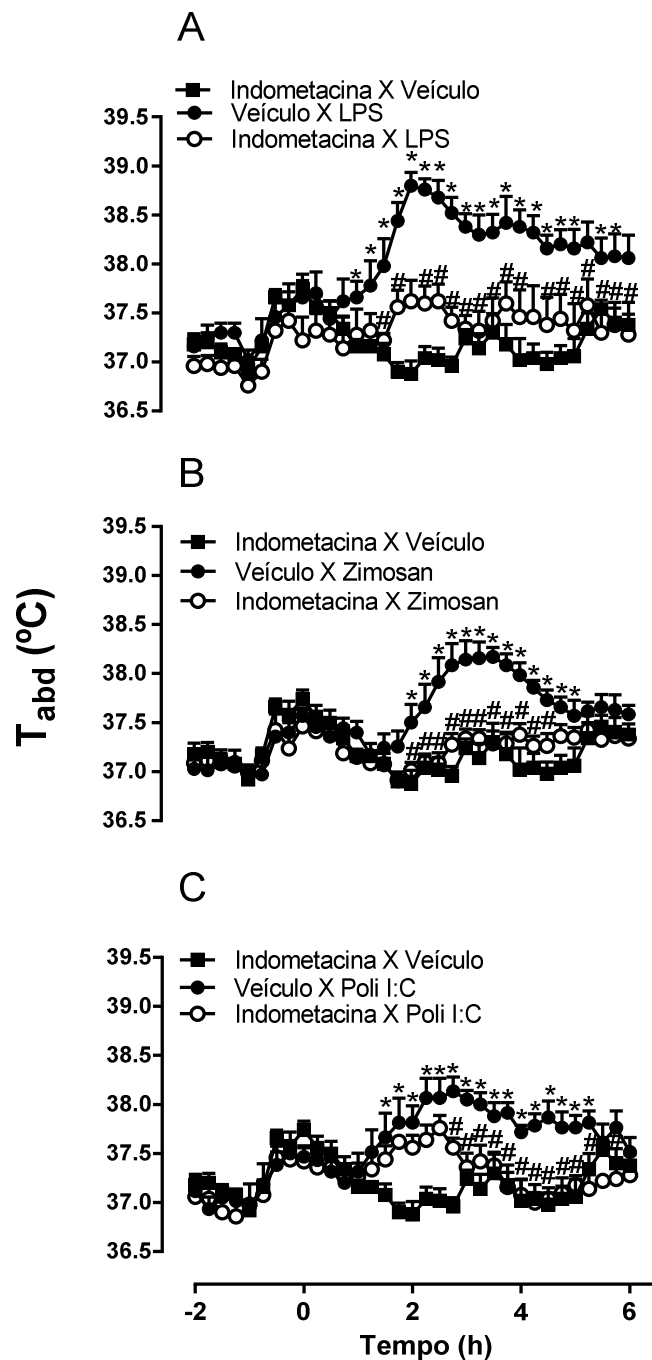 A
Indometacina X Veículo
Veículo X LPS
Indometacina X LPS
39.5
39.0
38.5
38.0
37.5
37.0
36.5
B
Indometacina X Veículo
Veículo X Zimosan
Indometacina X Zimosan
39.5
39.0
38.5
38.0
37.5
37.0
36.5
Tabd (ºC)
C
Indometacina X Veículo
Veículo X Poli I:C
Indometacina X Poli I:C
39.5
39.0
38.5
38.0
37.5
37.0
36.5
-2 0 2 4 6
Tempo (h)